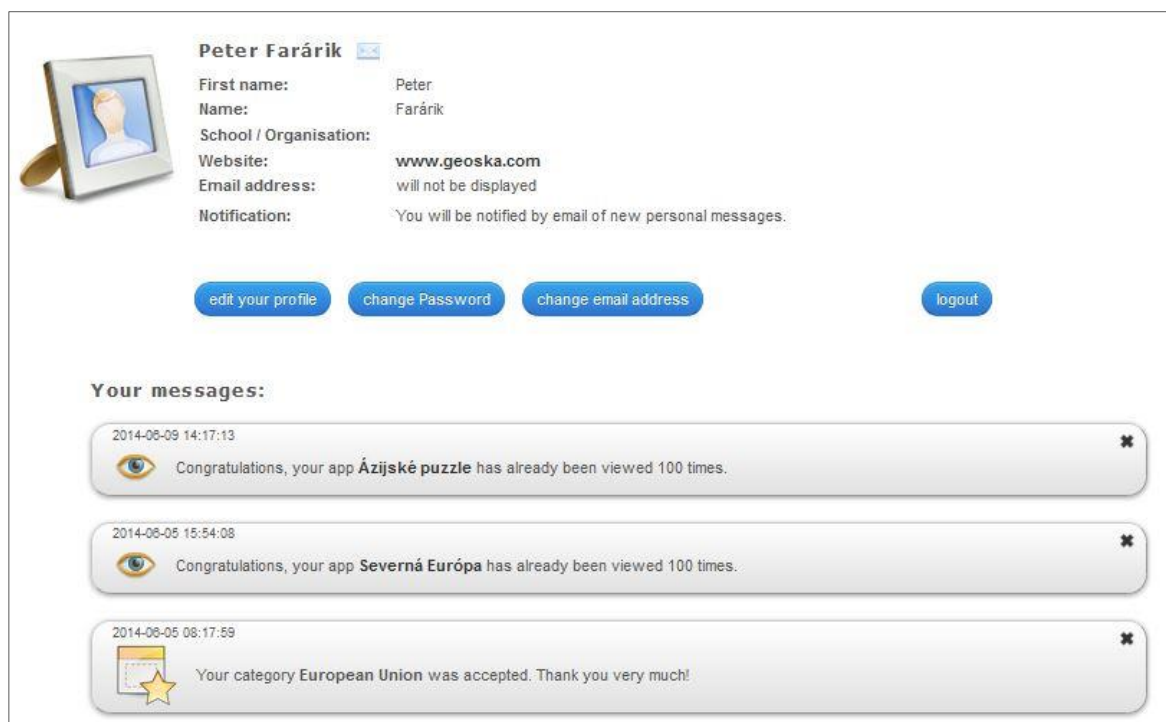 Peter Farárik
First name: Peter
Name: Farárik
School / Organisation:
Website: www.geoska.com
Email address: will not be displayed
Notification: You will be notified by email of new personal messages.
edit your profile change Password change email address logout
Your messages:
2014-06-09 14:17:13
Congratulations, your app Ázijské puzzle has already been viewed 100 times.
2014-06-05 15:54:08
Congratulations, your app Severná Európa has already been viewed 100 times.
2014-06-05 08:17:59
Your category European Union was accepted. Thank you very much!